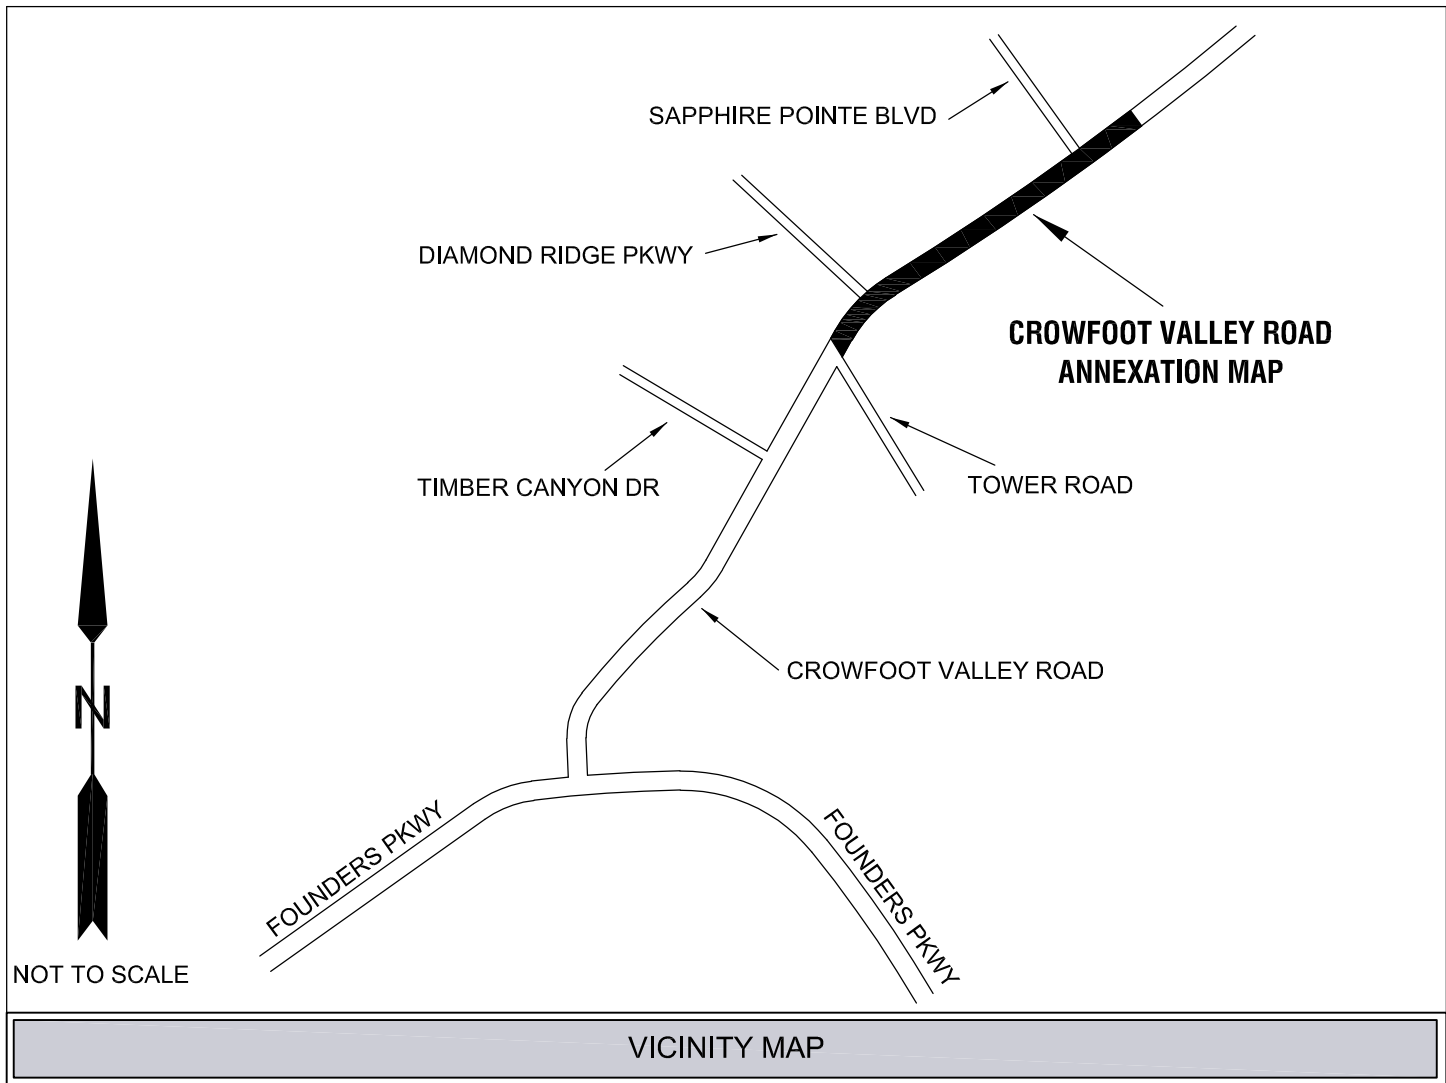 SAPPHIRE POINTE BLVD
DIAMOND RIDGE PKWY
CROWFOOT VALLEY ROAD
ANNEXATION MAP
TIMBER CANYON DR
TOWER ROAD
CROWFOOT VALLEY ROAD
N
FOUNDERS PKWY
FOUNDERS PKWY
NOT TO SCALE
VICINITY MAP